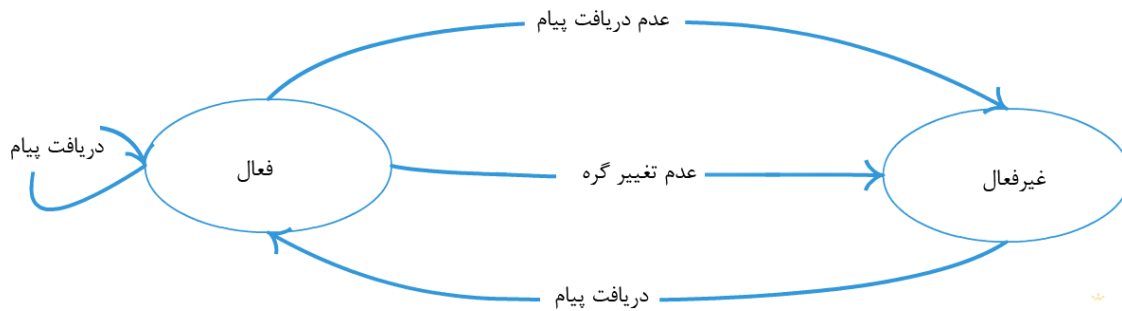 عدم دریافت پیام
دریافت پیام
فعال
عدم تغییر گره
غیرفعال
دریافت پیام